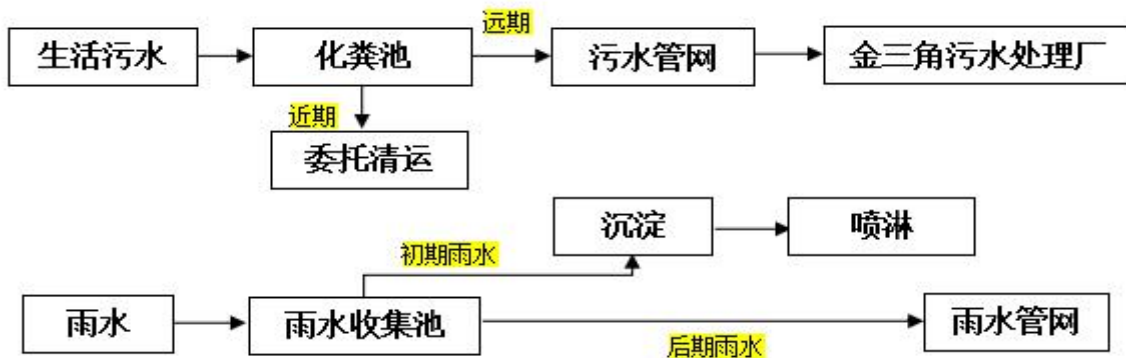 远期
生活污水
化粪池
污水管网
金三角污水处理厂
近期
委托清运
沉淀
喷淋
初期雨水
雨水
雨水收集池
雨水管网
后期雨水